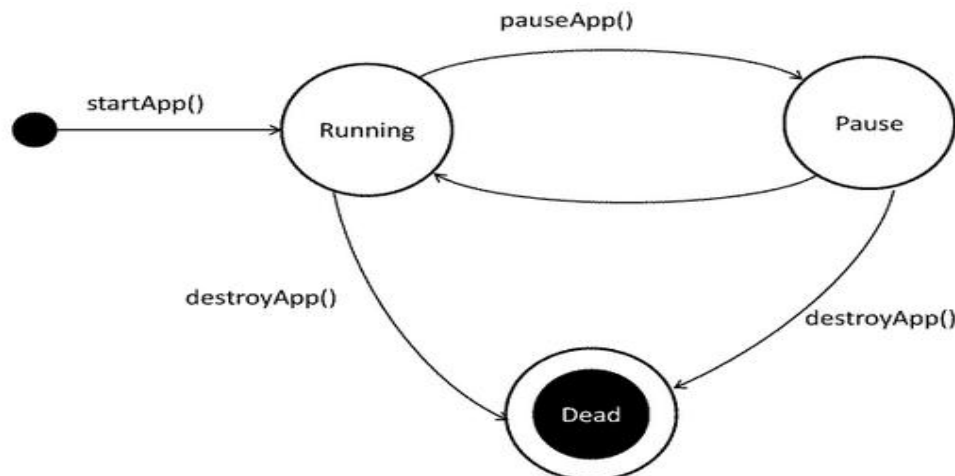 pauseApp()
startApp()
Running
Pause
destroyApp()
destroyApp()
Dead